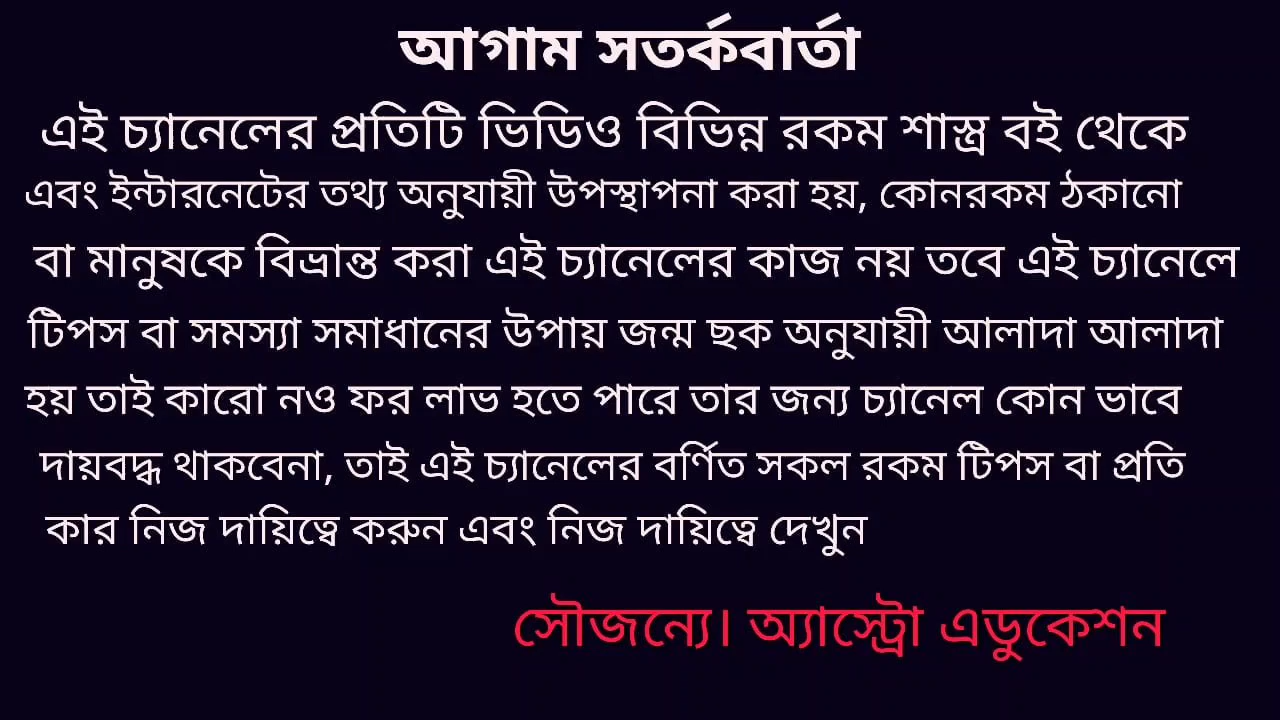 আগাম সতর্কবার্তা
এই চ্যানেলের প্রতিটি ভিডিও বিভিন্ন রকম শাস্ত্র বই থেকে
এবং ইন্টারনেটের তথ্য অনুযায়ী উপস্থাপনা করা হয়, কোনরকম ঠকানো
বা মানুষকে বিভ্রান্ত করা এই চ্যানেলের কাজ নয় তবে এই চ্যানেলে
টিপস বা সমস্যা সমাধানের উপায় জন্ম ছক অনুযায়ী আলাদা আলাদা
হয় তাই কারো নও ফর লাভ হতে পারে তার জন্য চ্যানেল কোন ভাবে
দায়বদ্ধ থাকবেনা, তাই এই চ্যানেলের বর্ণিত সকল রকম টিপস বা প্রতি
কার নিজ দায়িত্বে করুন এবং নিজ দায়িত্বে দেখুন
সৌজন্যে। অ্যাস্ট্রো এডুকেশন